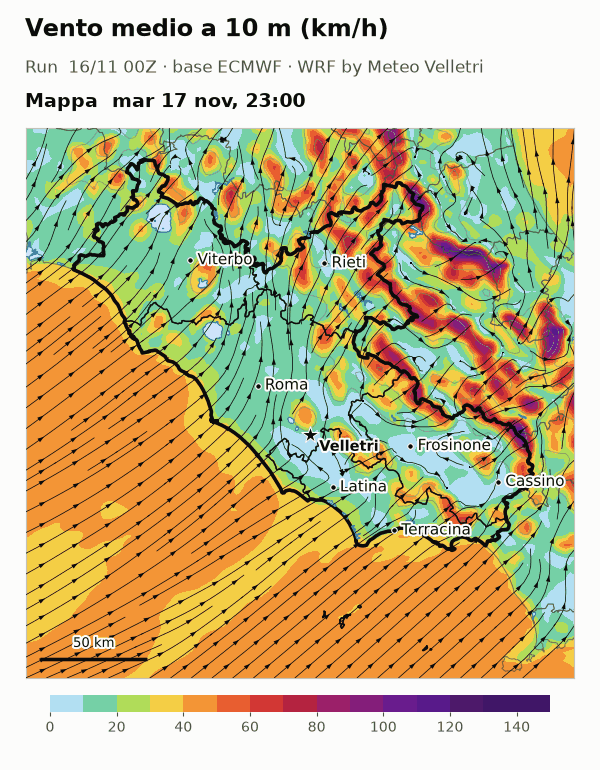 Vento medio a 10 m (km/h)
Run  16/11 00Z · base ECMWF · WRF by Meteo Velletri
Mappa  mar 17 nov, 23:00
Viterbo
Rieti
Roma
Velletri
Frosinone
Cassino
Latina
Terracina
50 km
0 20 40 60 80 100 120 140